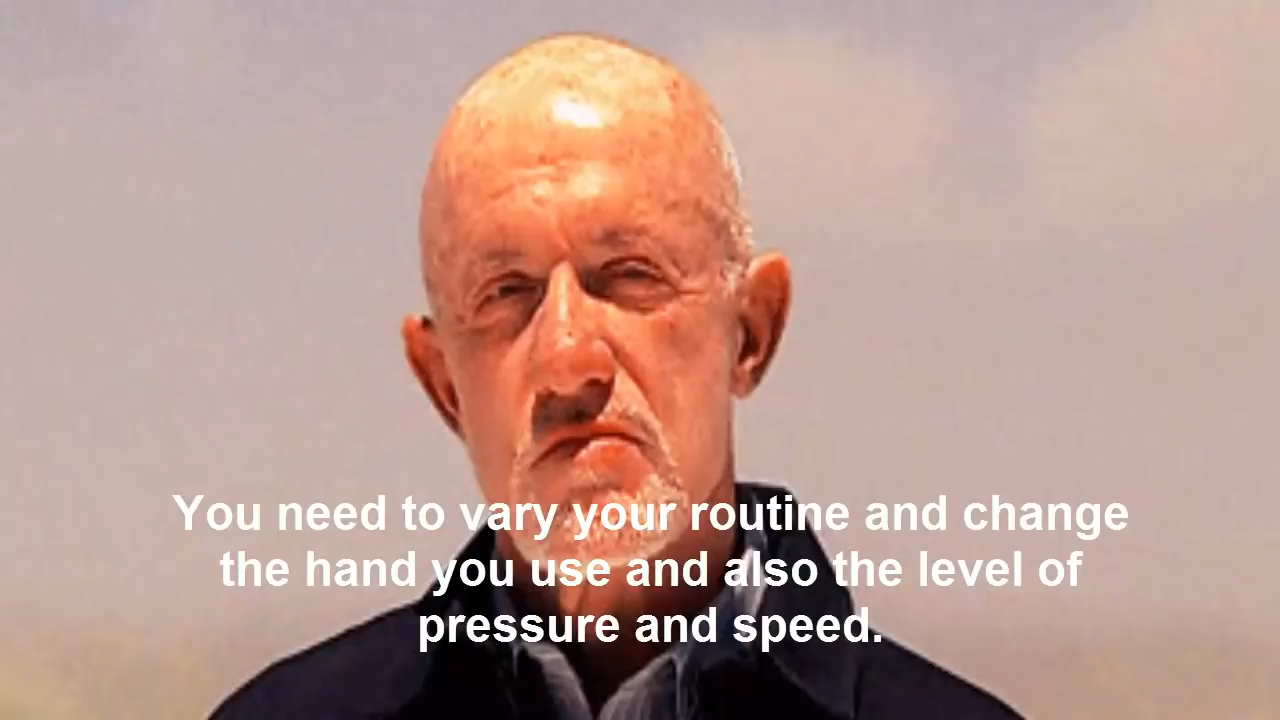 You need to vary your routine and change
the hand you use and also the level of
pressure and speed.